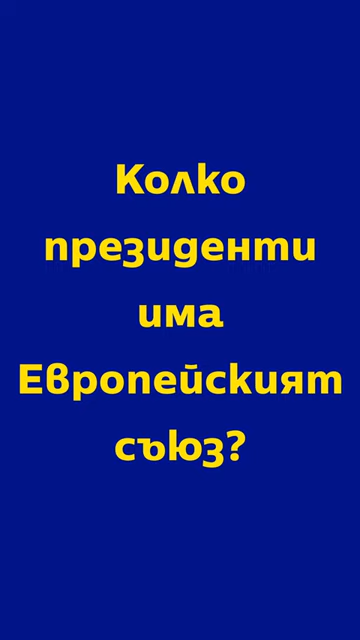 Колко
президенти
има
Европейският
съюз?